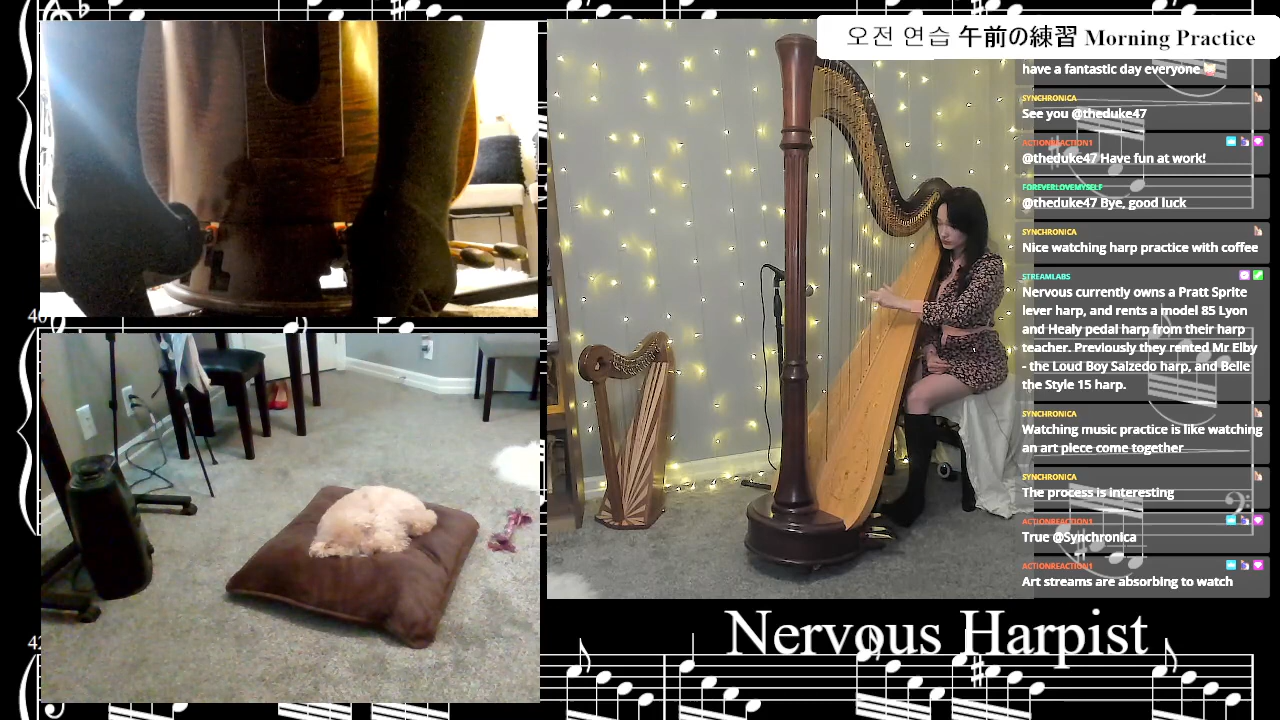 오전 연습 午前の練習 Morning Practice
have a fantastic day everyone
SYNCHRONICA
See you @theduke47
ACTIONREACTION1
@theduke47 Have fun at work!
FOREVERLOVEMYSELF
@theduke47 Bye, good luck
SYNCHRONICA
Nice watching harp practice with coffee
STREAMLABS
Nervous currently owns a Pratt Sprite
lever harp, and rents a model 85 Lyon
and Healy pedal harp from their harp
teacher. Previously they rented Mr Elby
- the Loud Boy Salzedo harp, and Belle
the Style 15 harp.
SYNCHRONICA
Watching music practice is like watching
an art piece come together
SYNCHRONICA
The process is interesting
ACTIONREACTION1
True @Synchronica
ACTIONREACTION1
Art streams are absorbing to watch
Nervous Harpist